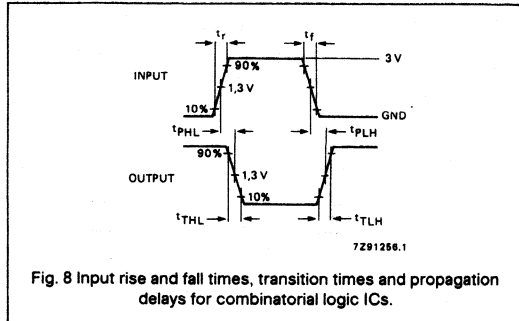 tr tf
3 V
90%
INPUT
1,3 V
10%
GND
tPHL tPLH
90%
OUTPUT
1,3 V
10%
tTHL tTLH
7Z91256.1
Fig. 8 Input rise and fall times, transition times and propagation
delays for combinatorial logic ICs.